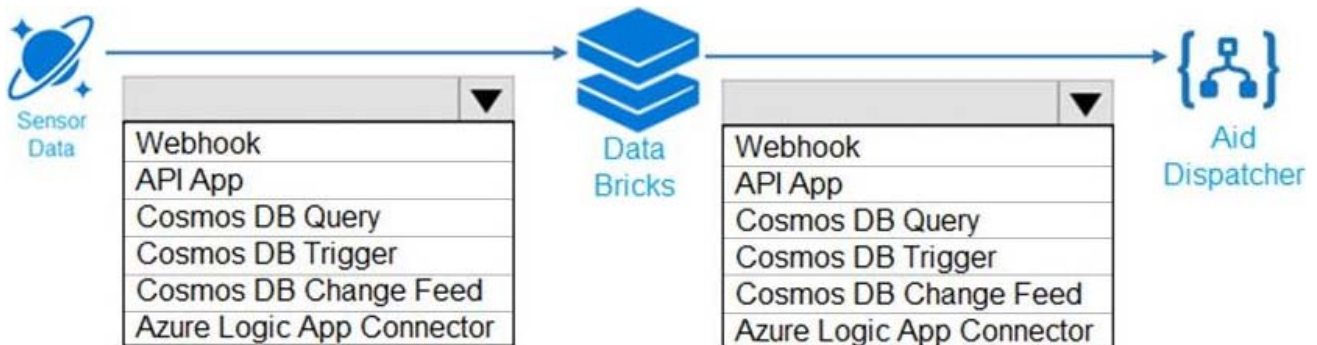 Sensor
Data
Webhook
API App
Cosmos DB Query
Cosmos DB Trigger
Cosmos DB Change Feed
Azure Logic App Connector
Data
Bricks
Webhook
API App
Cosmos DB Query
Cosmos DB Trigger
Cosmos DB Change Feed
Azure Logic App Connector
Aid
Dispatcher